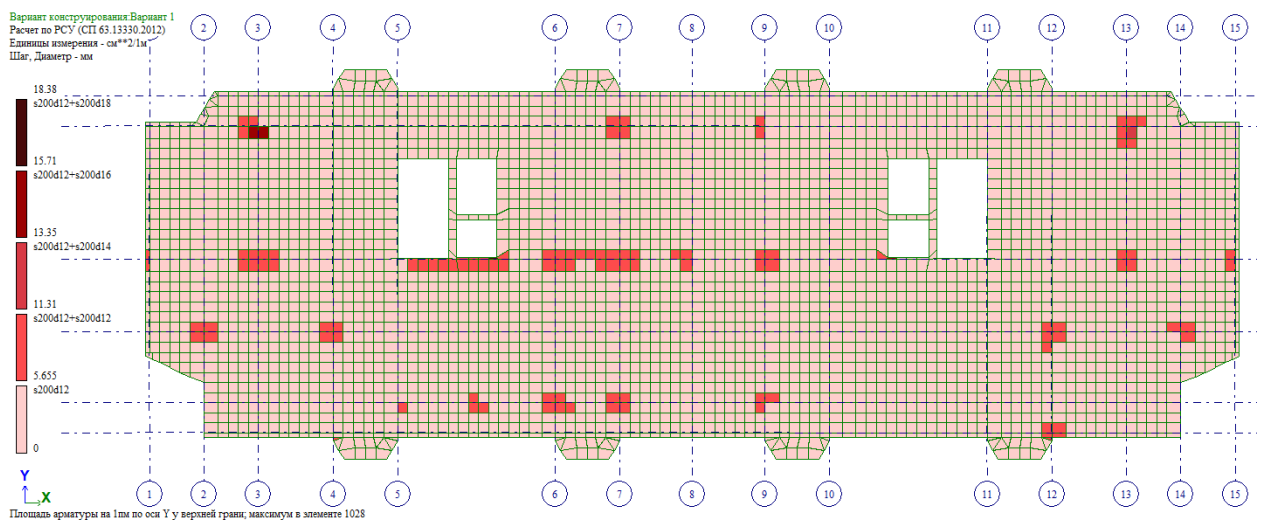 Вариант конструирования:Вариант 1
Расчет по РСУ (СП 63.13330.2012)
Единицы измерения - см**2/1м
Шаг, Диаметр - мм
1 2 3 4 5 6 7 8 9 10 11 12 13 14 15
18.38
s200d12+s200d18
15.71
s200d12+s200d16
13.35
s200d12+s200d14
11.31
s200d12+s200d12
5.655
s200d12
0
Y
X
1 2 3 4 5 6 7 8 9 10 11 12 13 14 15
Площадь арматуры на 1пм по оси Y у верхней грани; максимум в элементе 1028